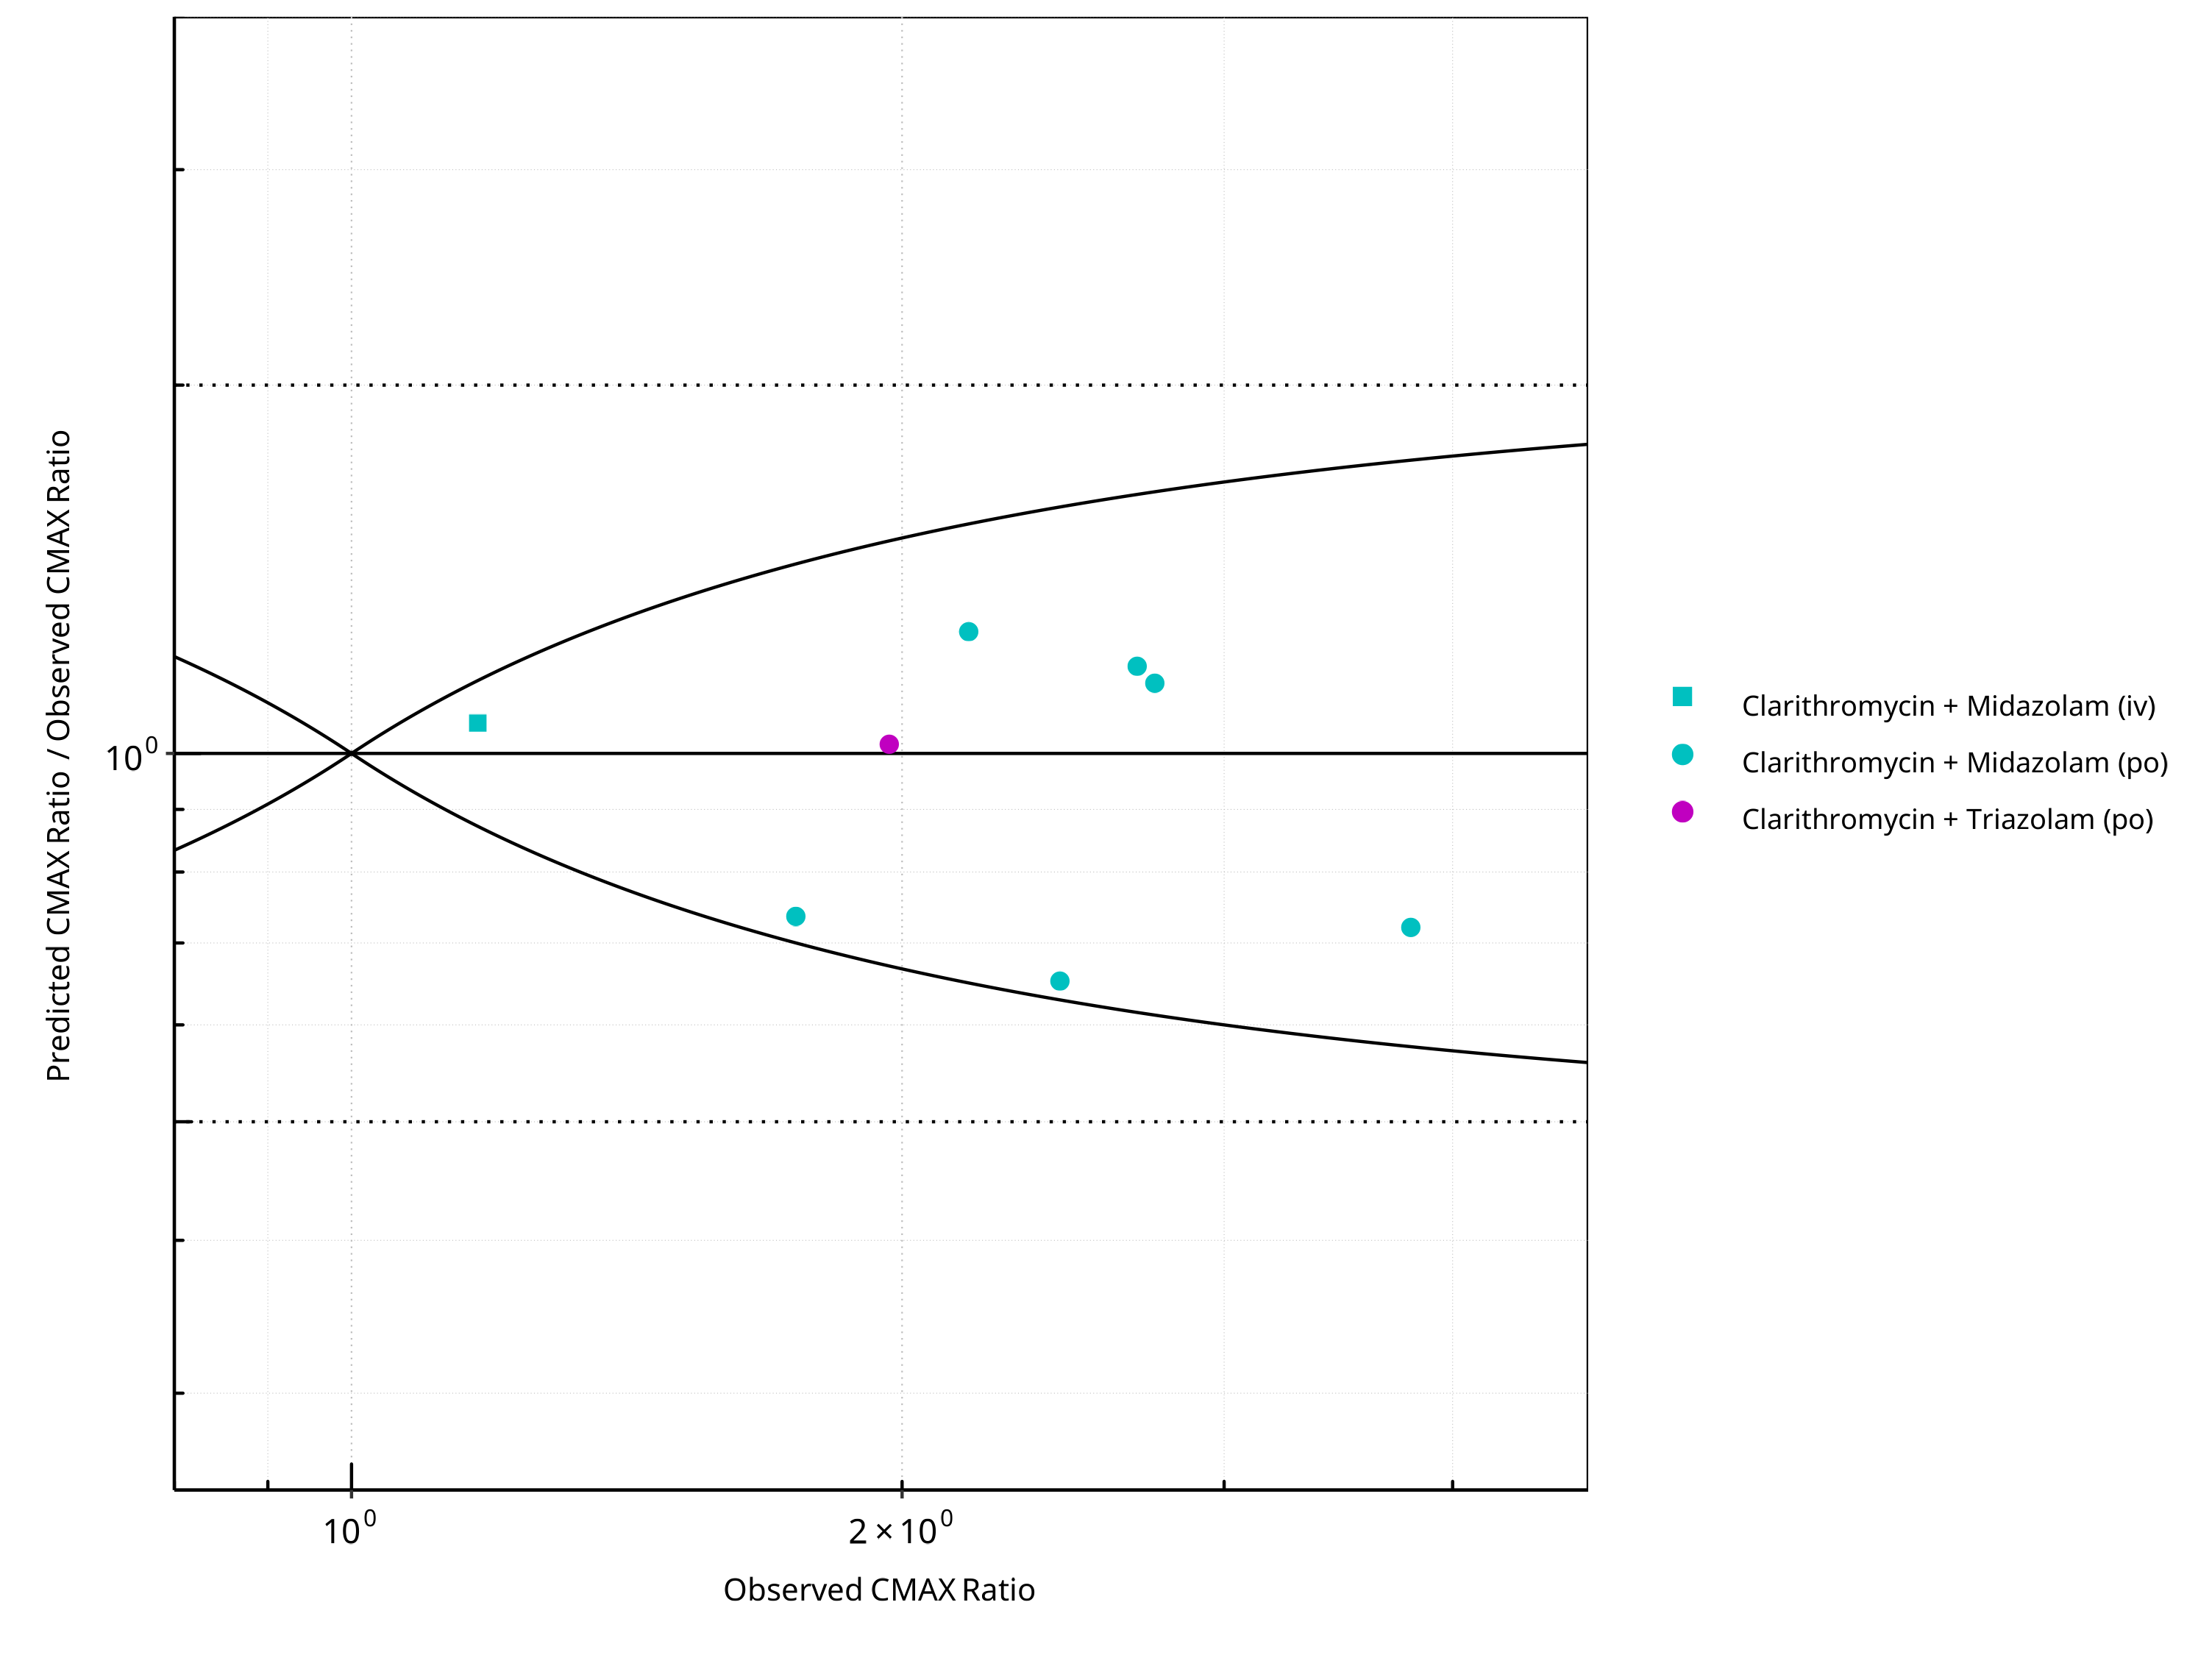 Predicted CMAX Ratio / Observed CMAX Ratio
10⁰
10⁰
2×10⁰
Observed CMAX Ratio
Clarithromycin + Midazolam (iv)
Clarithromycin + Midazolam (po)
Clarithromycin + Triazolam (po)